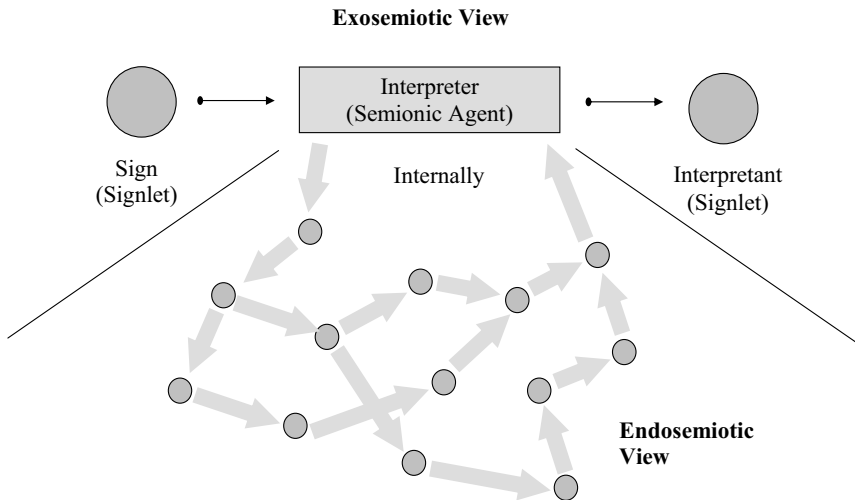 Exosemiotic View
Interpreter
(Semionic Agent)
Sign
(Signlet)
Internally
Interpretant
(Signlet)
Endosemiotic
View